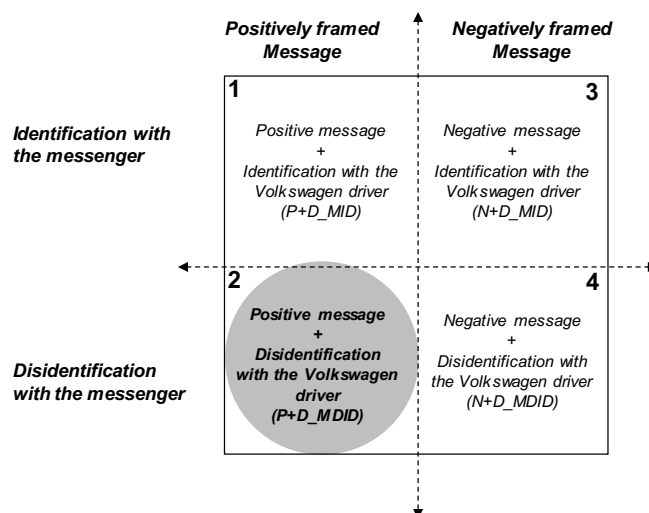 Positively framed
Message
Negatively framed
Message
Identification with
the messenger
1
Positive message
+
Identification with the
Volkswagen driver
(P+D_MID)
3
Negative message
+
Identification with the
Volkswagen driver
(N+D_MID)
Disidentification
with the messenger
2
Positive message
+
Disidentification
with the Volkswagen
driver
(P+D_MDID)
4
Negative message
+
Disidentification with
the Volkswagen driver
(N+D_MDID)